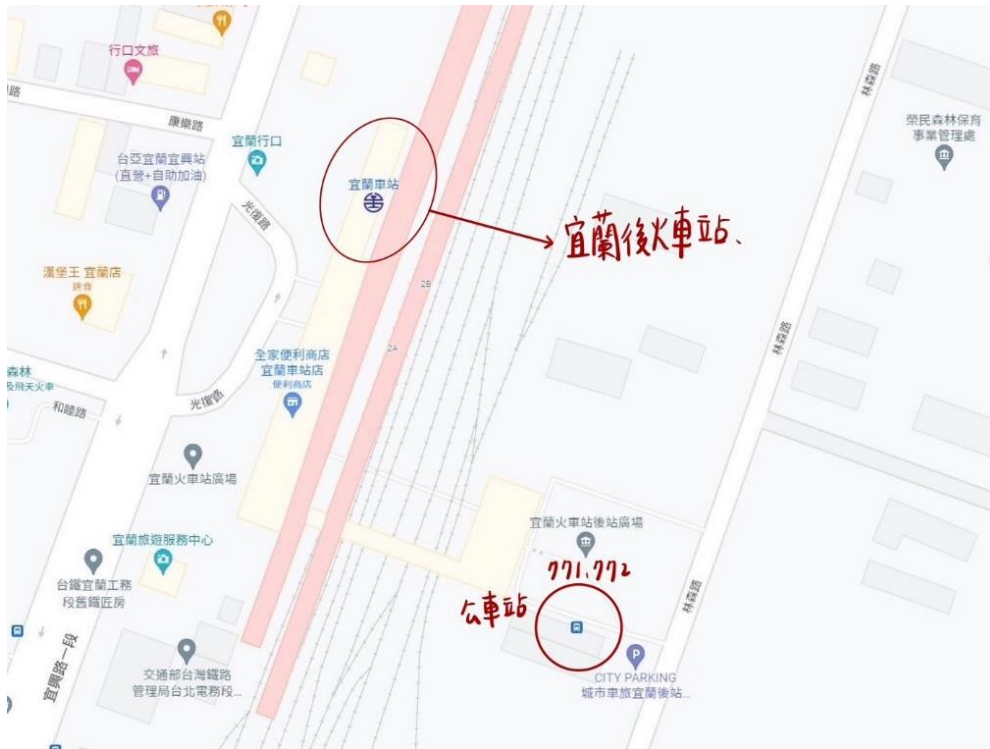 行口文旅
路
康樂路
宜蘭行口
台亞宜蘭宜興站
(直營+自助加油)
光復路
宜蘭車站
宜蘭後火車站、
林森路
榮民森林保育
事業管理處
漢堡王 宜蘭店
速食
2B
2A
林森路
全家便利商店
宜蘭車站店
便利商店
森林
及飛天火車
和睦路
光復路
宜蘭火車站廣場
宜蘭火車站後站廣場
771.772
公車站
宜蘭旅遊服務中心
台鐵宜蘭工務
段舊鐵匠房
林森路
宜興路一段
交通部台灣鐵路
管理局台北電務段...
P
CITY PARKING
城市車旅宜蘭後站...